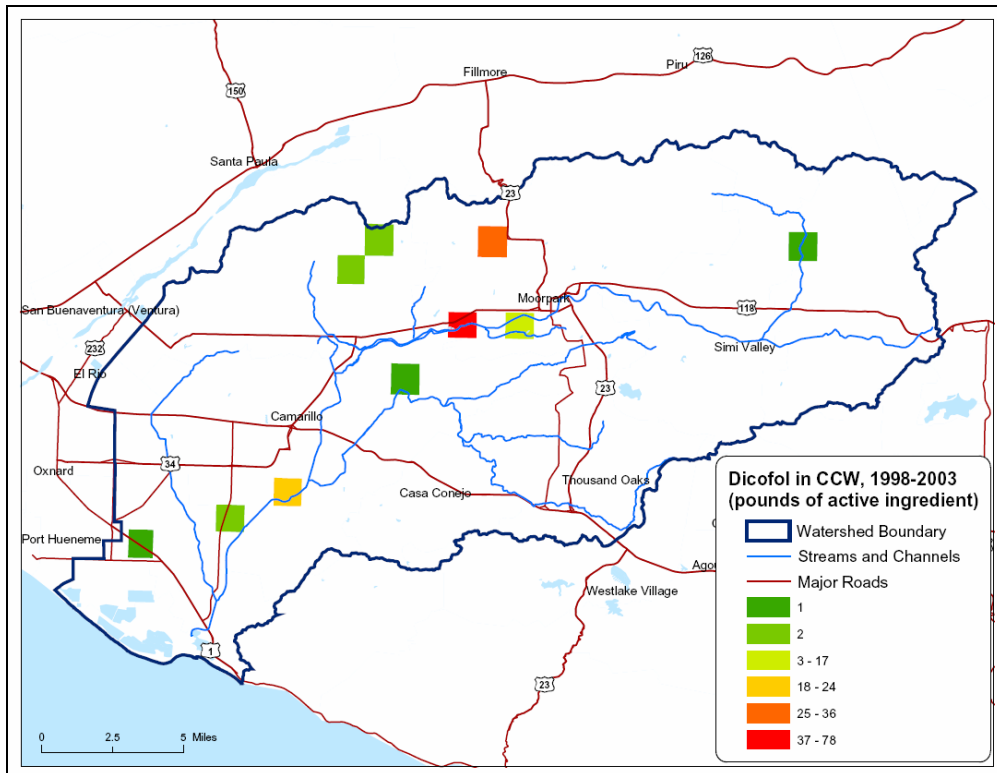 126
Piru
Fillmore
150
Santa Paula
23
San Buenaventura (Ventura)
Moorpark
118
232
Simi Valley
El Rio
23
Camarillo
34
Oxnard
Thousand Oaks
Casa Conejo
Port Hueneme
Agou
Westlake Village
1
23
0 2.5 5 Miles
Dicofol in CCW, 1998-2003
(pounds of active ingredient)
Watershed Boundary
Streams and Channels
Major Roads
1
2
3 - 17
18 - 24
25 - 36
37 - 78